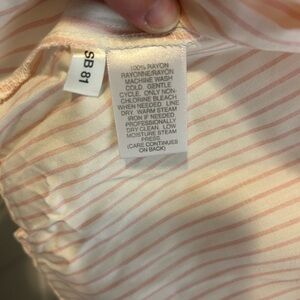 SB 81
100% RAYON
RAYONNE/RAYON
MACHINE WASH
COLD. GENTLE
CYCLE. ONLY NON-
CHLORINE BLEACH
WHEN NEEDED. LINE
DRY. WARM STEAM
IRON IF NEEDED
PROFESSIONALLY
DRY CLEAN. LOW
MOISTURE STEAM
PRESS.
(CARE CONTINUES
ON BACK)